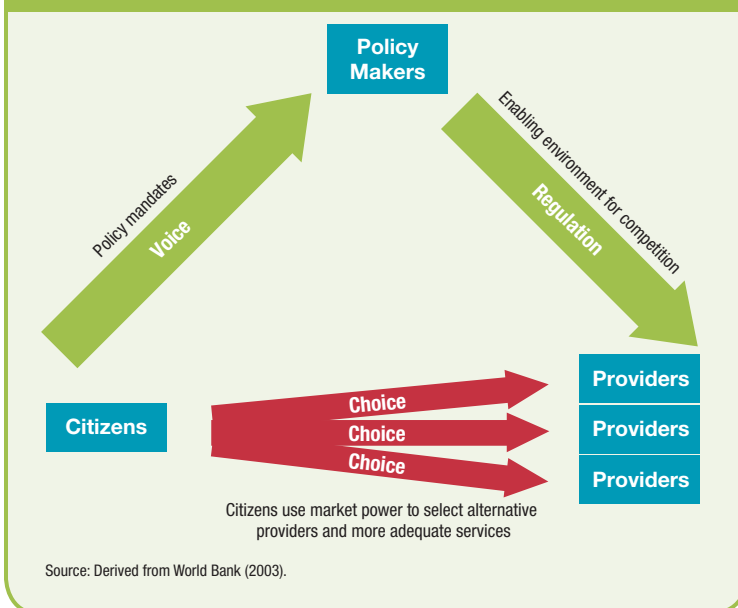 Policy
Makers
Policy mandates
Voice
Enabling environment for competition
Regulation
Citizens
Choice
Choice
Choice
Providers
Providers
Providers
Citizens use market power to select alternative
providers and more adequate services
Source: Derived from World Bank (2003).